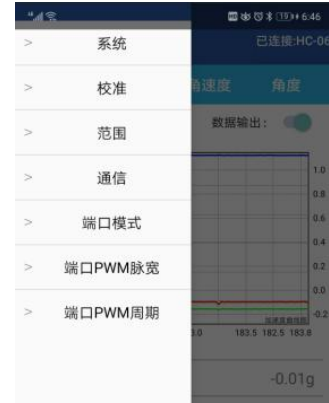 6:46
系统
已连接:HC-06
校准
角速度
角度
范围
数据输出:
通信
端口模式
端口PWM脉宽
端口PWM周期
1.0
0.8
0.6
0.4
0.2
0.0
-0.2
183.5 182.5 183.8
-0.01g